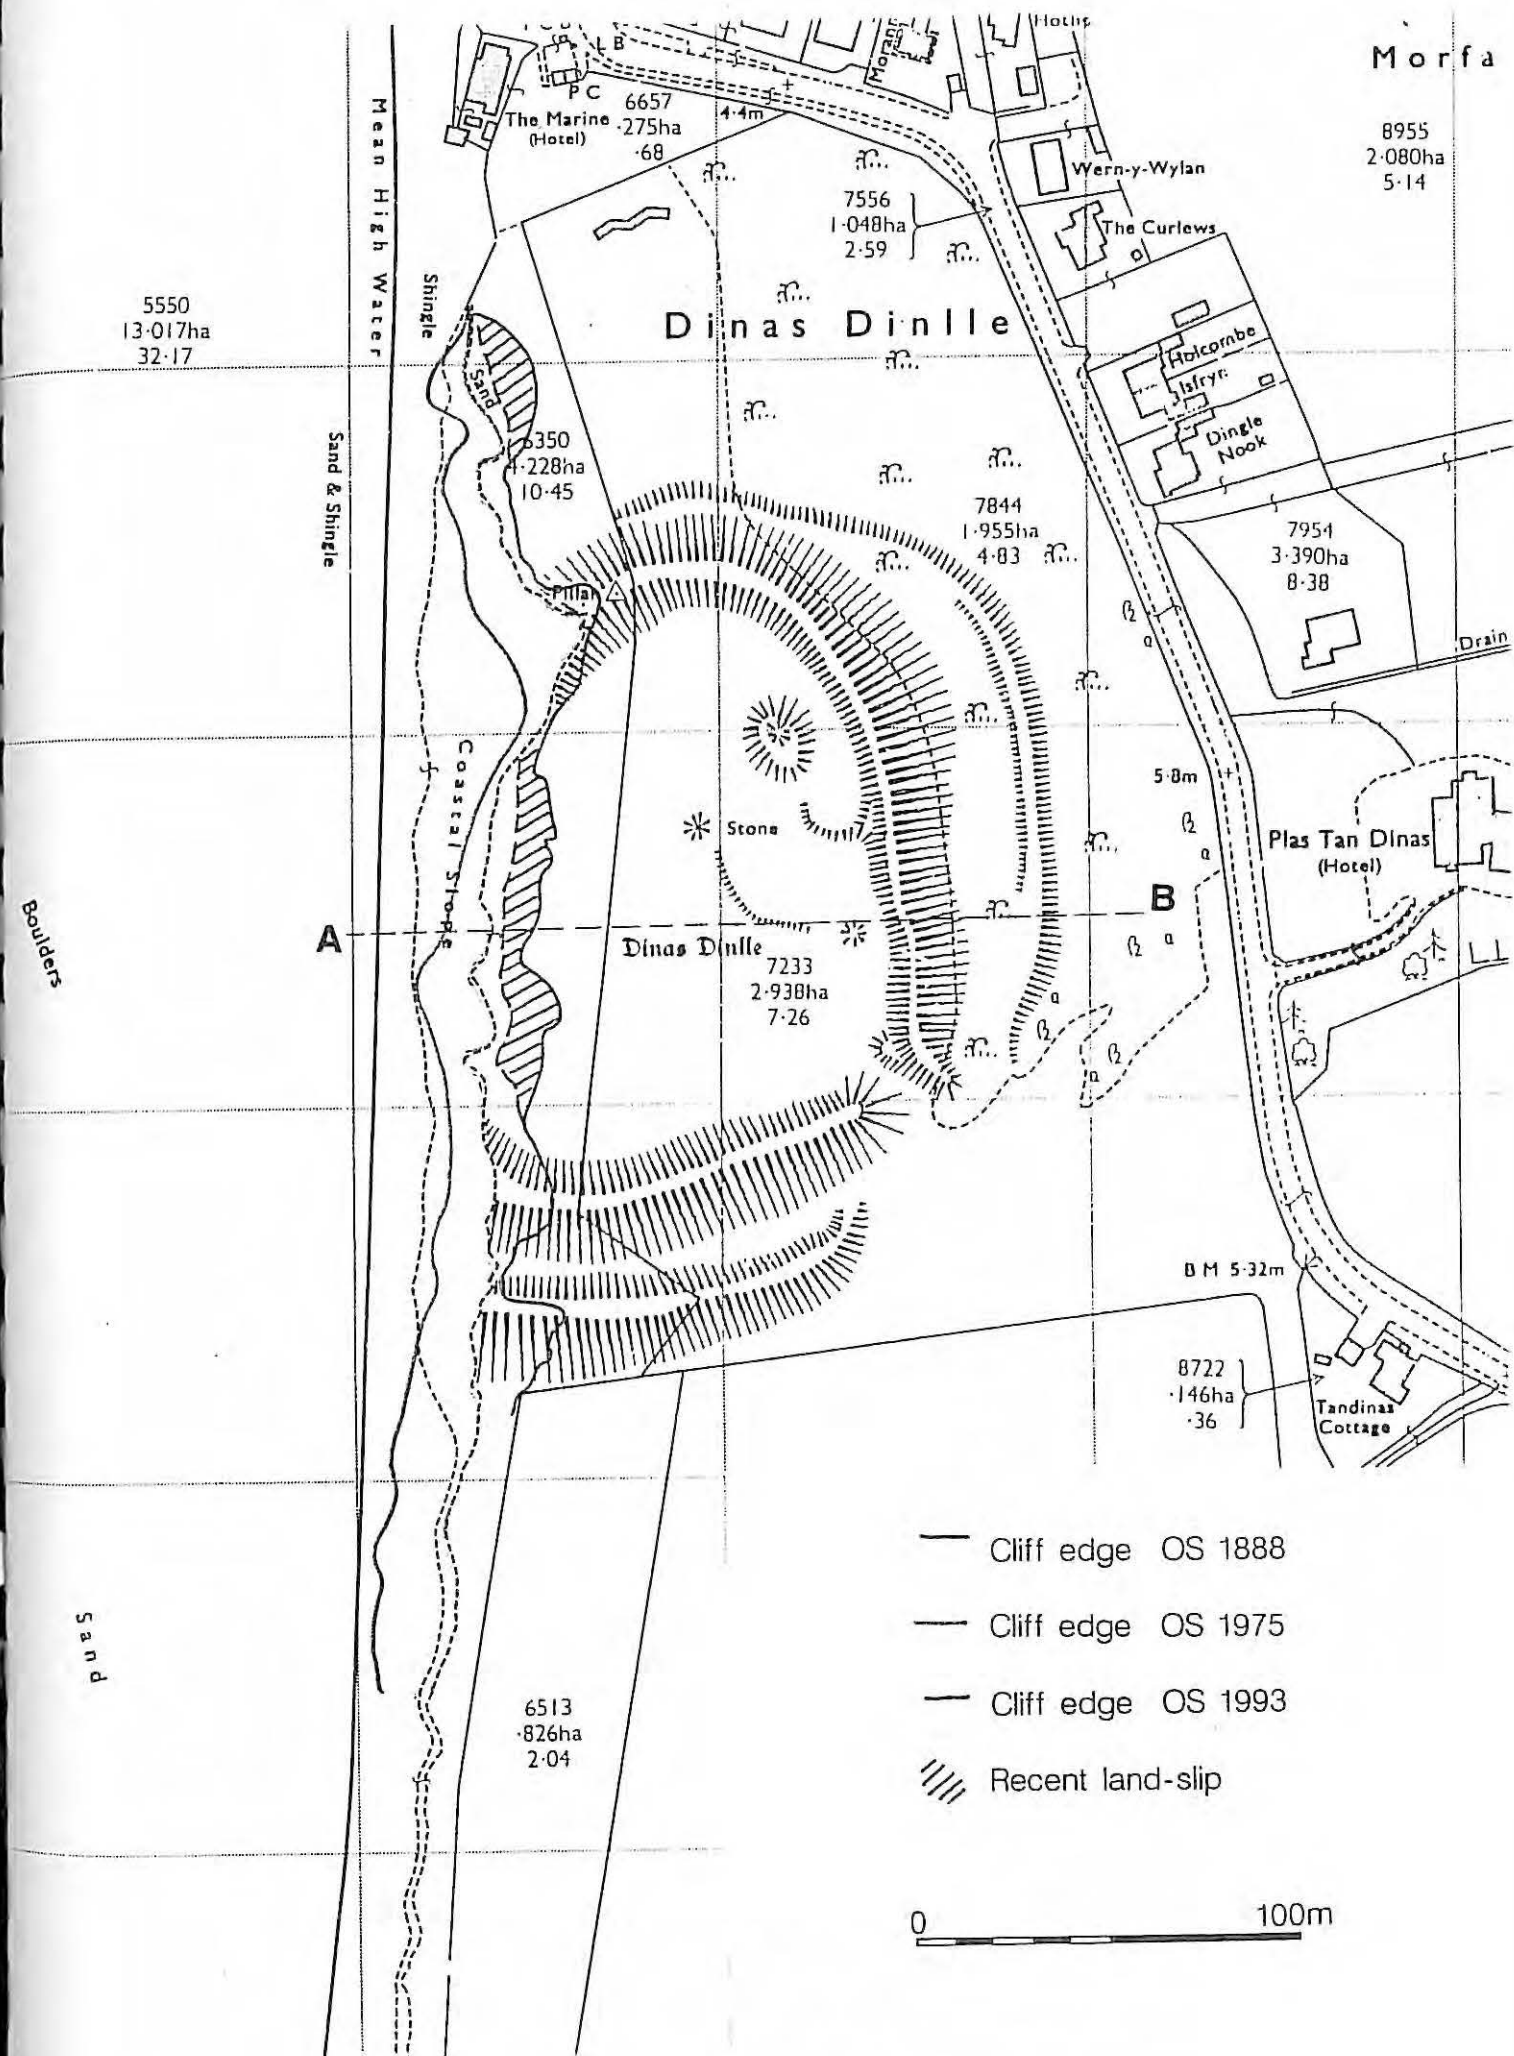 Morfa
L B
P C
The Marine
(Hotel)
6657
·275ha
·68
4·4m
8955
2·080ha
5·14
Wern-y-Wylan
7556
1·048ha
2·59
The Curlews
Mean High Water
Shingle
5550
13·017ha
32·17
Dinas Dinlle
Holcombe
Sand
Dingle
Nook
Sand & Shingle
10·45
7844
1·955ha
4·83
7954
3·390ha
8·38
Pillar
Drain
Coastal Slope
5·8m
Stone
Plas Tan Dinas
(Hotel)
Boulders
A
B
Dinas Dinlle
7233
2·938ha
7·26
B M 5·32m
8722
·146ha
·36
Tandinas
Cottage
Cliff edge OS 1888
Cliff edge OS 1975
Cliff edge OS 1993
Recent land-slip
Sand
6513
·826ha
2·04
0 100m